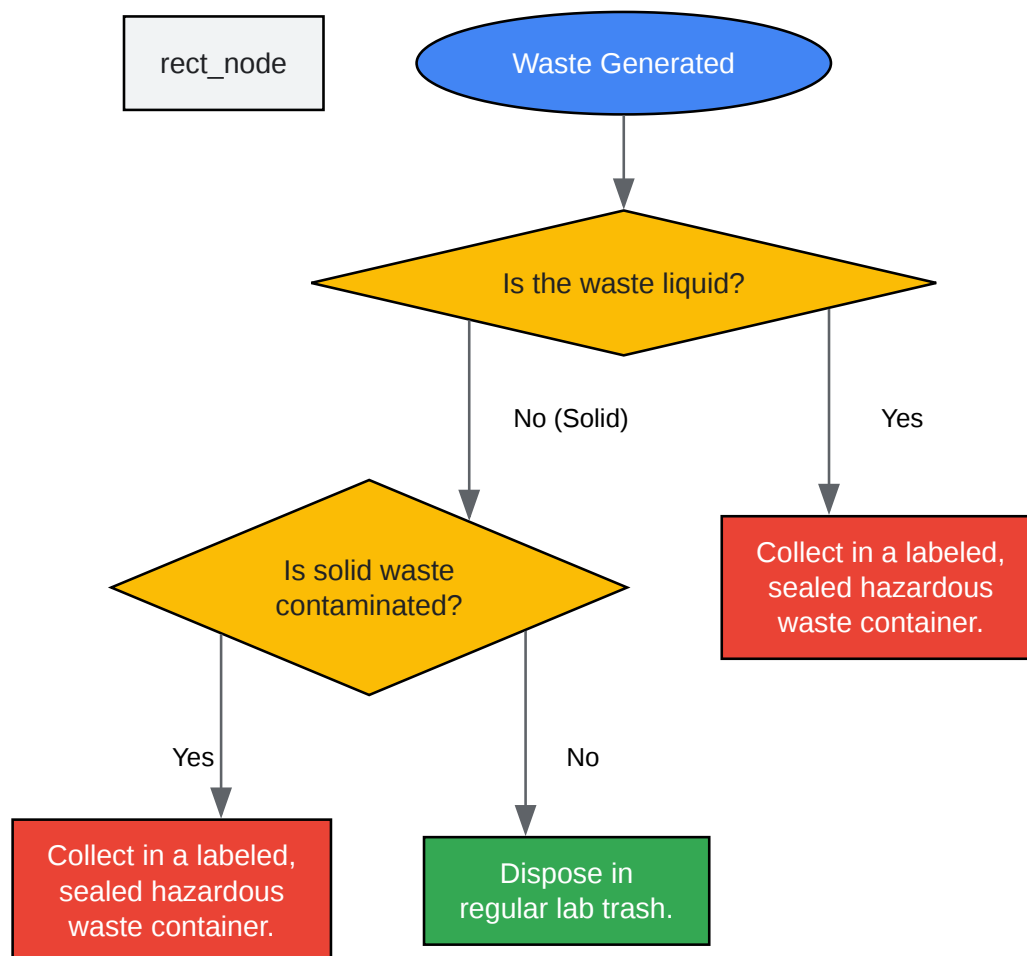 rect_node
Waste Generated
Is the waste liquid?
No (Solid)
Yes
Collect in a labeled,
sealed hazardous
waste container.
Is solid waste
contaminated?
Yes
No
Collect in a labeled,
sealed hazardous
waste container.
Dispose in
regular lab trash.